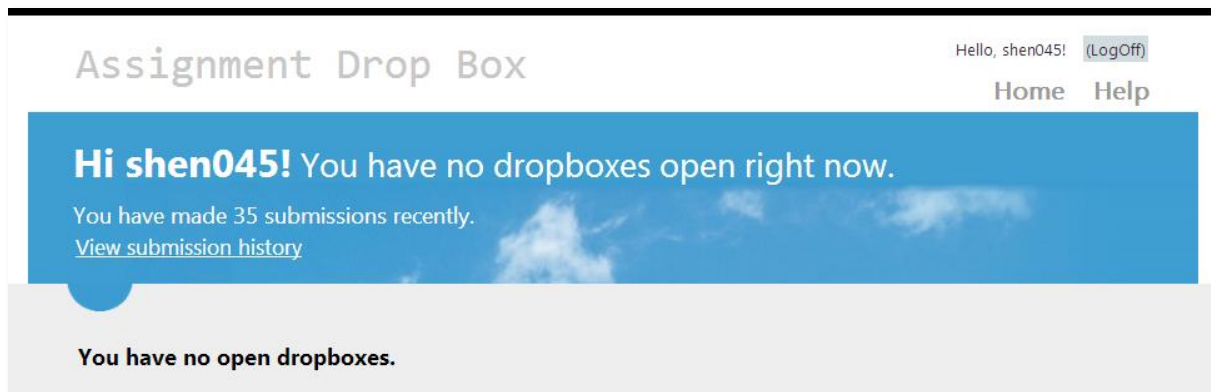 Assignment Drop Box
Hello, shen045! (LogOff)
Home Help
Hi shen045! You have no dropboxes open right now.
You have made 35 submissions recently.
View submission history
You have no open dropboxes.